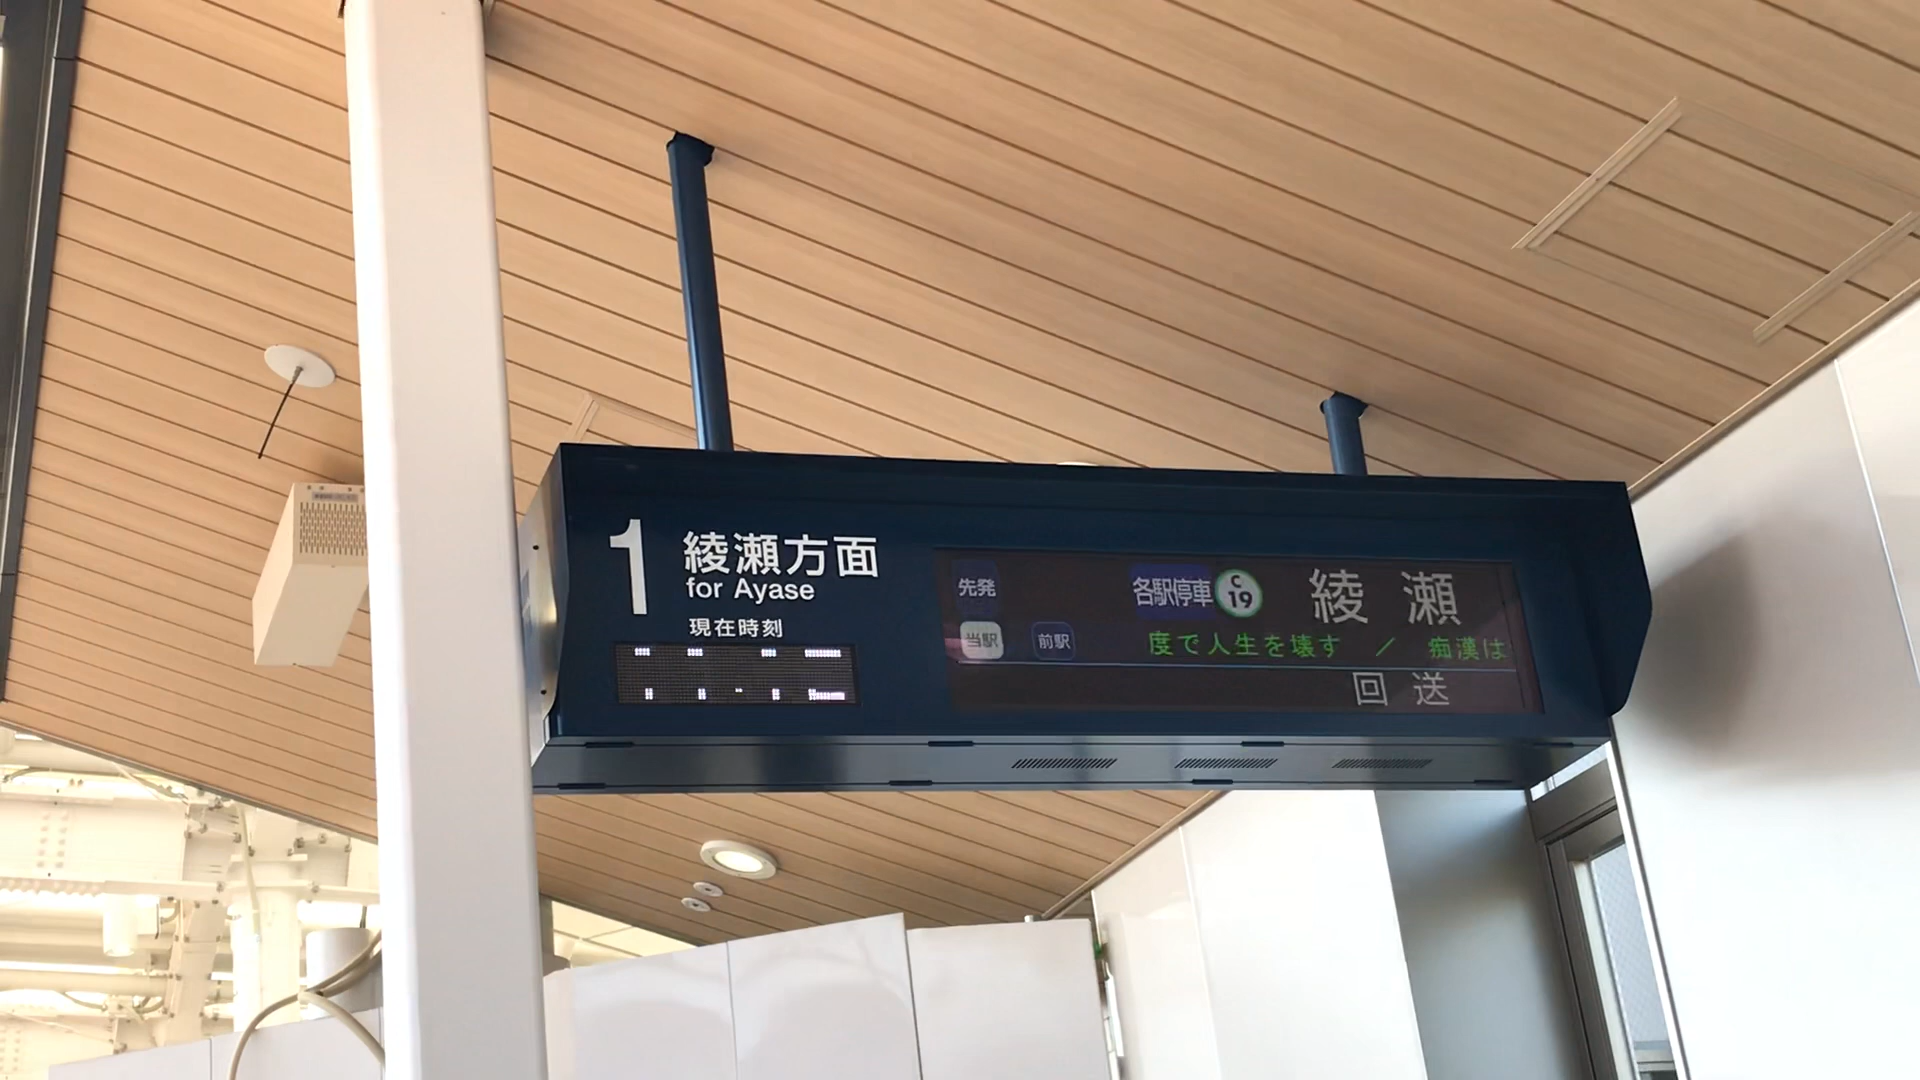 1 綾瀬方面
for Ayase
現在時刻
先発 各駅停車 C 19 綾瀬
当駅 前駅 度で人生を壊す / 痴漢は
回送